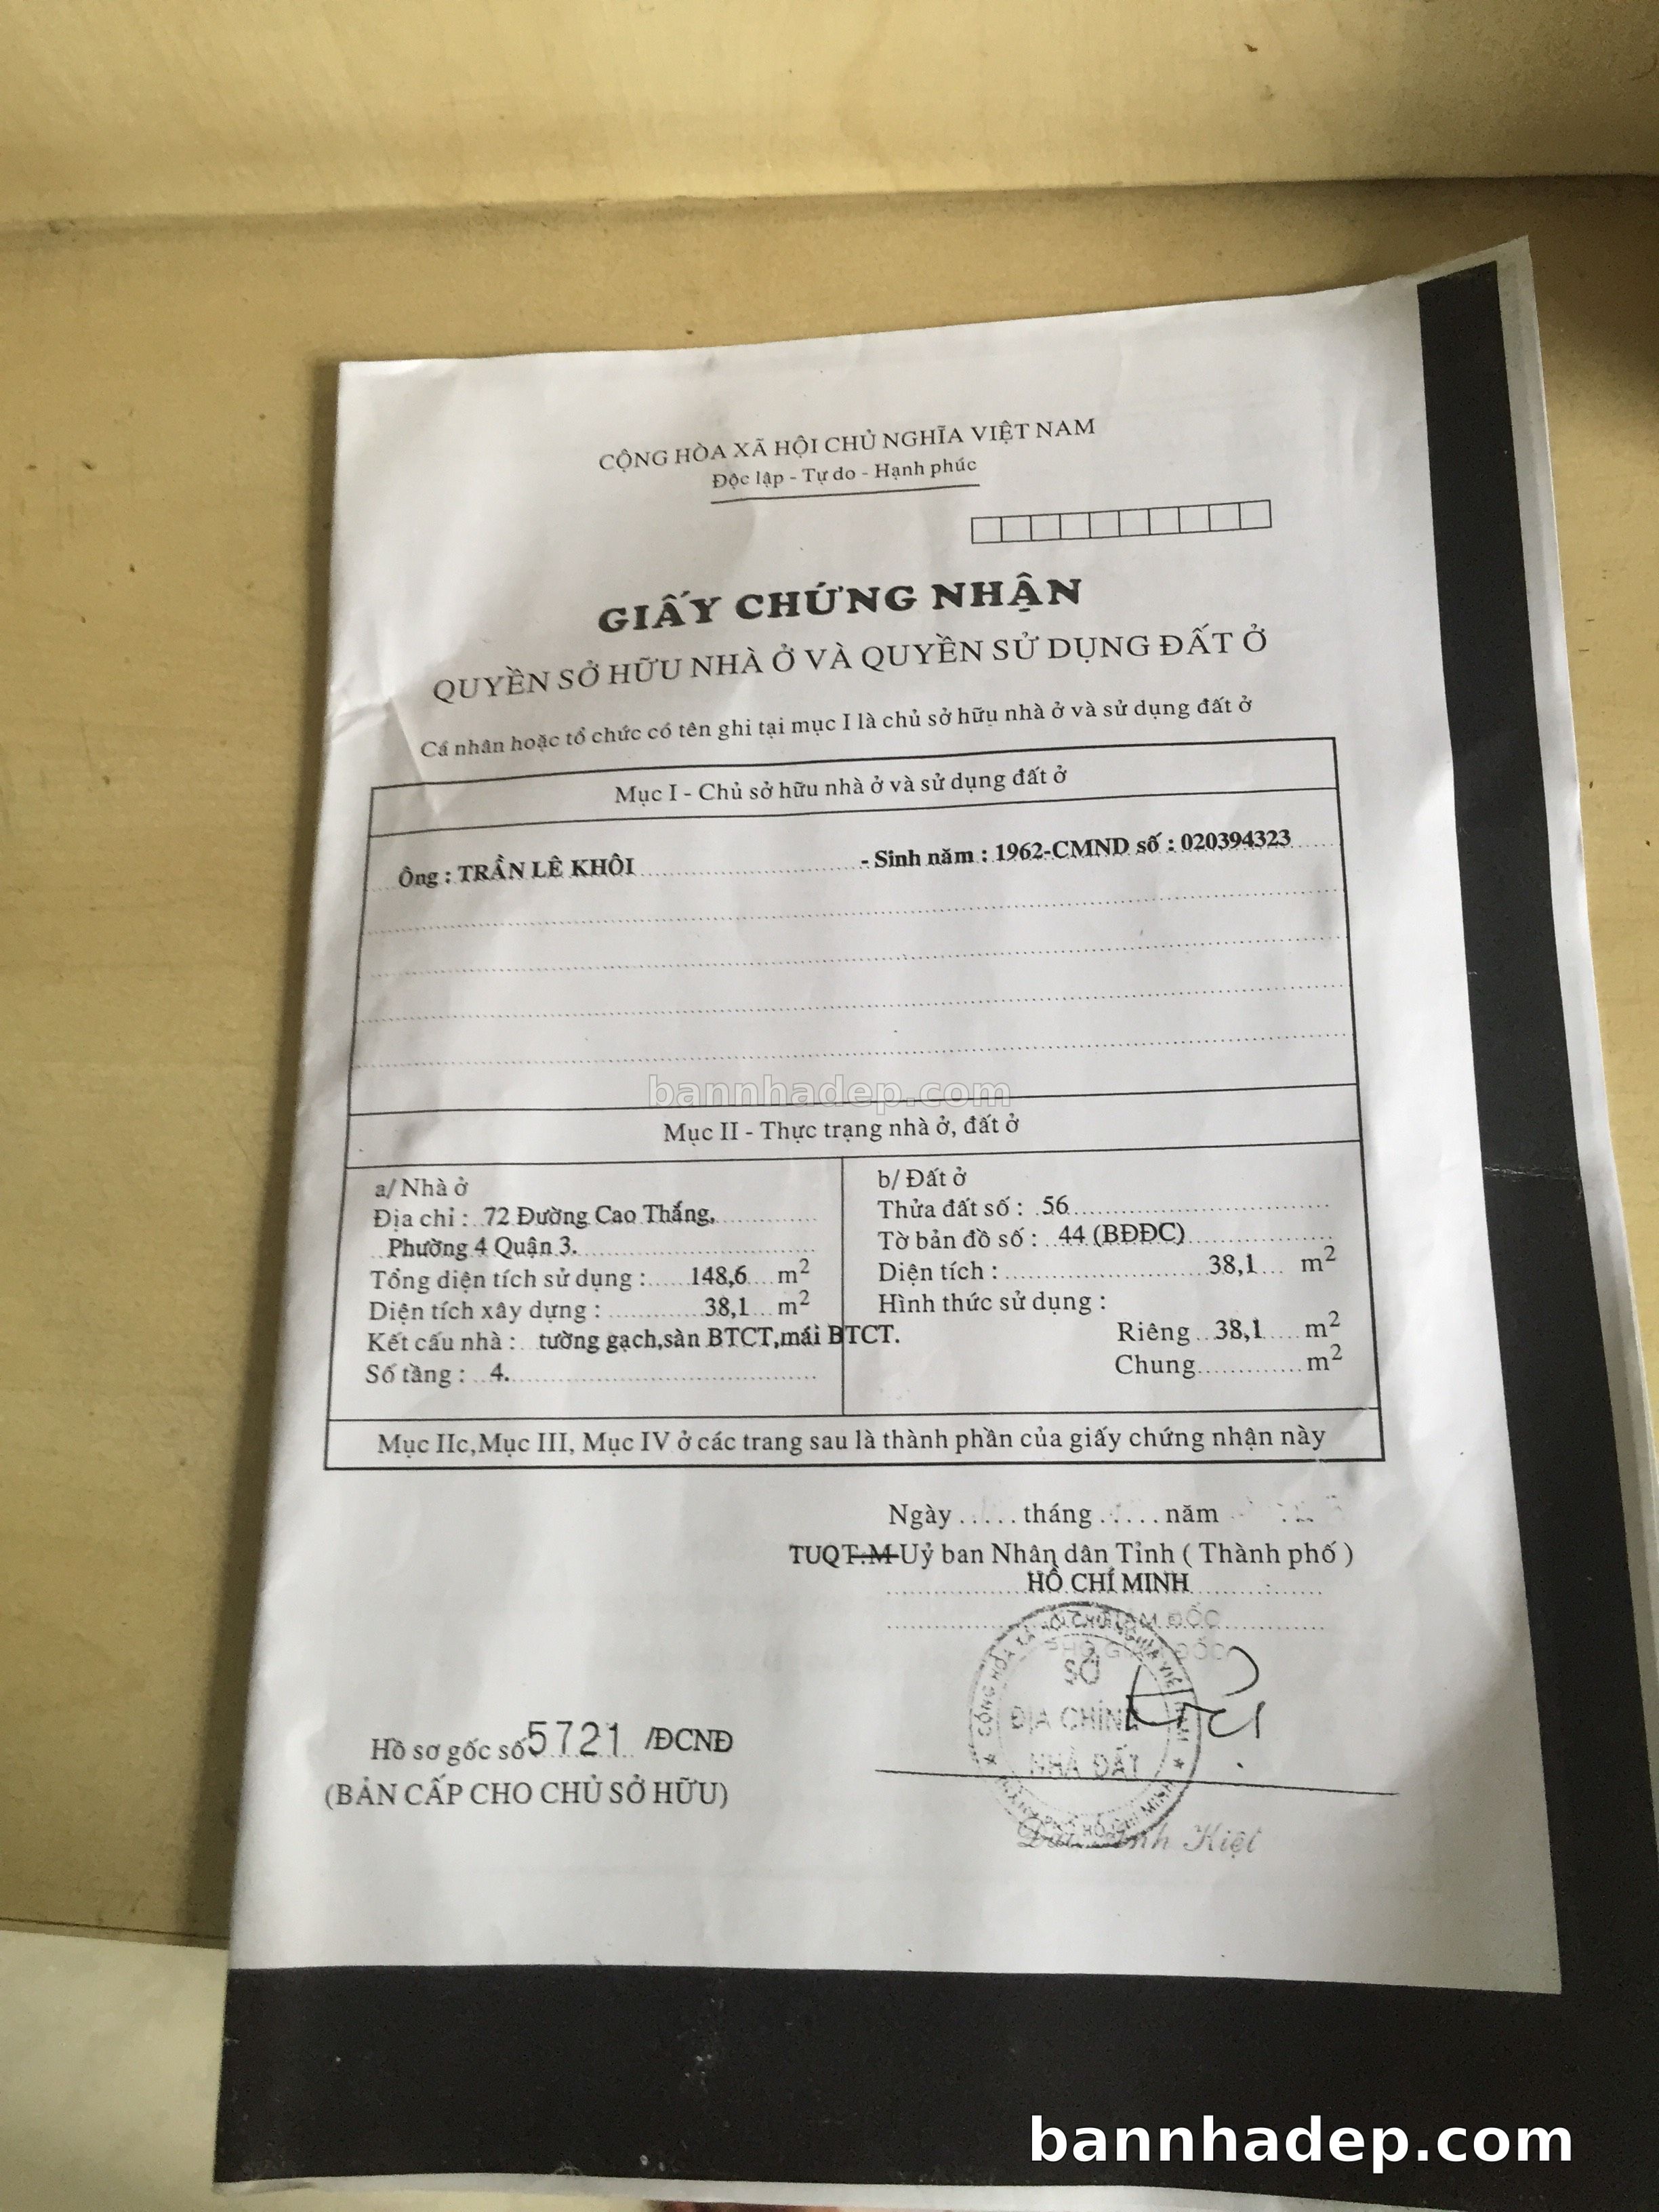 CỘNG HÒA XÃ HỘI CHỦ NGHĨA VIỆT NAM
Độc lập - Tự do - Hạnh phúc
GIẤY CHỨNG NHẬN
QUYỀN SỞ HỮU NHÀ Ở VÀ QUYỀN SỬ DỤNG ĐẤT Ở
Cá nhân hoặc tổ chức có tên ghi tại mục I là chủ sở hữu nhà ở và sử dụng đất ở
Mục I - Chủ sở hữu nhà ở và sử dụng đất ở
Ông : TRẦN LÊ KHÔI - Sinh năm : 1962-CMND số : 020394323
bannhadep.com
Mục II - Thực trạng nhà ở, đất ở
a/ Nhà ở
Địa chỉ : 72 Đường Cao Thắng,
Phường 4 Quận 3.
Tổng diện tích sử dụng : 148,6 m2
Diện tích xây dựng : 38,1 m2
Kết cấu nhà : tường gạch,sàn BTCT,mái BTCT.
Số tầng : 4.
b/ Đất ở
Thửa đất số : 56
Tờ bản đồ số : 44 (BĐĐC)
Diện tích : 38,1 m2
Hình thức sử dụng :
Riêng 38,1 m2
Chung m2
Mục IIc,Mục III, Mục IV ở các trang sau là thành phần của giấy chứng nhận này
Ngày ..... tháng ..... năm
TUQT.M Uỷ ban Nhân dân Tỉnh ( Thành phố )
HỒ CHÍ MINH
SỞ
ĐỊA CHÍNH
NHÀ ĐẤT
Kiệt
Hồ sơ gốc số 5721 /ĐCNĐ
(BẢN CẤP CHO CHỦ SỞ HỮU)
bannhadep.com